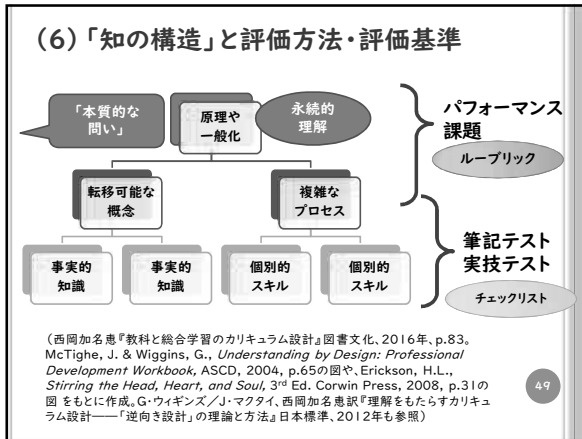 (6)「知の構造」と評価方法・評価基準
「本質的な
問い」
原理や
一般化
永続的
理解
パフォーマンス
課題
ルーブリック
転移可能な
概念
複雑な
プロセス
事実的
知識
事実的
知識
個別的
スキル
個別的
スキル
筆記テスト
実技テスト
チェックリスト
(西岡加名恵『教科と総合学習のカリキュラム設計』図書文化、2016年、p.83。
McTighe, J. & Wiggins, G., Understanding by Design: Professional
Development Workbook, ASCD, 2004, p.65の図や、Erickson, H.L.,
Stirring the Head, Heart, and Soul, 3rd Ed. Corwin Press, 2008, p.31の
図 をもとに作成。G・ウィギンズ/J・マクタイ、西岡加名恵訳『理解をもたらすカリキュ
ラム設計――「逆向き設計」の理論と方法』日本標準、2012年も参照)
49